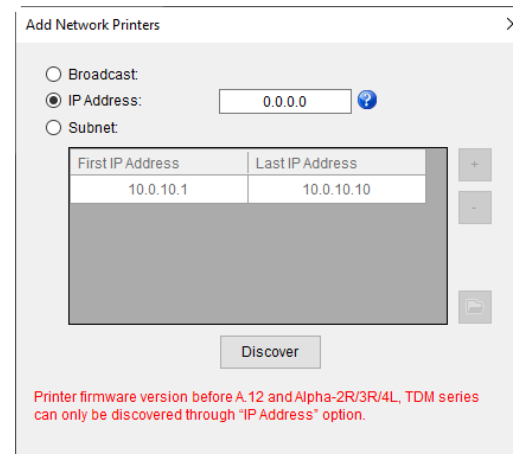 Add Network Printers
Broadcast:
IP Address: 0.0.0.0 ?
Subnet:
First IP Address Last IP Address +
10.0.10.1 10.0.10.10
-
Discover
Printer firmware version before A.12 and Alpha-2R/3R/4L, TDM series
can only be discovered through “IP Address” option.